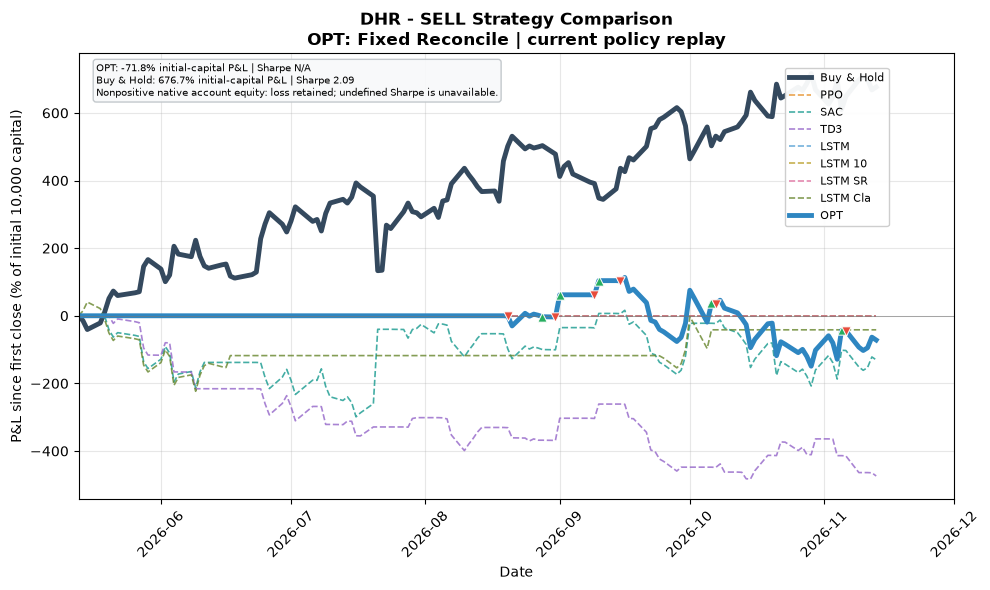 DHR - SELL Strategy Comparison
OPT: Fixed Reconcile | current policy replay
OPT: -71.8% initial-capital P&L | Sharpe N/A
Buy & Hold: 676.7% initial-capital P&L | Sharpe 2.09
Nonpositive native account equity: loss retained; undefined Sharpe is unavailable.
Buy & Hold
PPO
SAC
TD3
LSTM
LSTM 10
LSTM SR
LSTM Cla
OPT
P&L since first close (% of initial 10,000 capital)
600
400
200
0
−200
−400
2026-06
2026-07
2026-08
2026-09
2026-10
2026-11
2026-12
Date